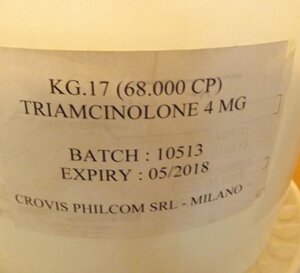 KG.17 (68.000 CP)
TRIAMCINOLONE 4 MG
BATCH : 10513
EXPIRY : 05/2018
CROVIS PHILCOM SRL - MILANO